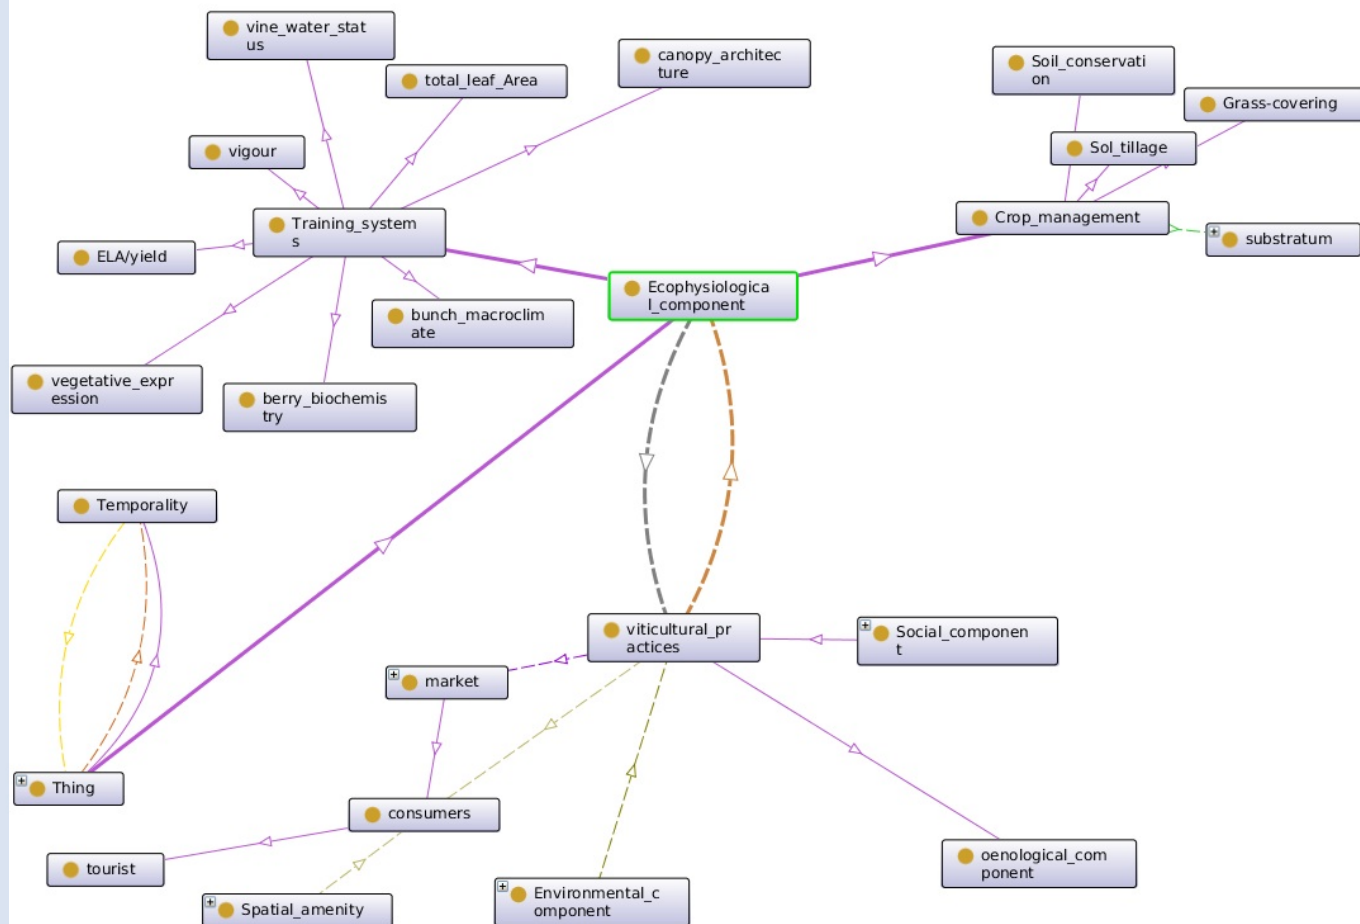 vine_water_stat
us
total_leaf_Area
canopy_architec
ture
Soil_conservati
on
Grass-covering
vigour
Sol_tillage
Training_system
s
Crop_management
ELA/yield
substratum
Ecophysiologica
l_component
bunch_macroclim
ate
vegetative_expr
ession
berry_biochemis
try
Temporality
viticultural_pr
actices
Social_componen
t
market
Thing
consumers
tourist
oenological_com
ponent
Spatial_amenity
Environmental_c
omponent